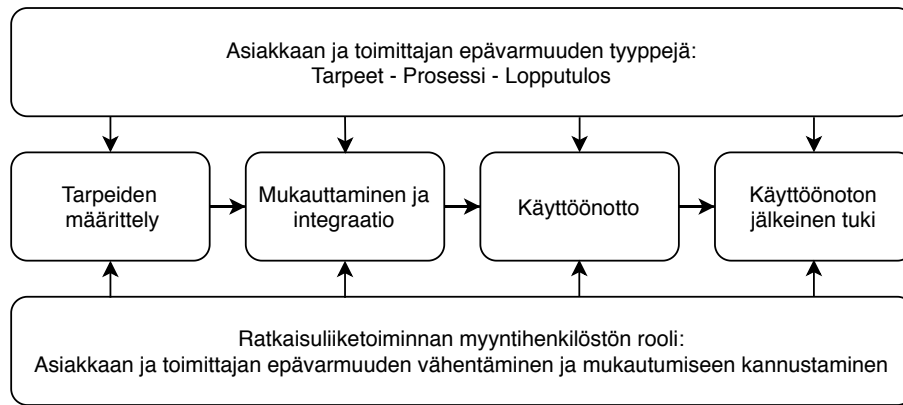 Asiakkaan ja toimittajan epävarmuuden tyyppejä:
Tarpeet - Prosessi - Lopputulos
Tarpeiden
määrittely
Mukauttaminen ja
integraatio
Käyttöönotto
Käyttöönoton
jälkeinen tuki
Ratkaisuliiketoiminnan myyntihenkilöstön rooli:
Asiakkaan ja toimittajan epävarmuuden vähentäminen ja mukautumiseen kannustaminen